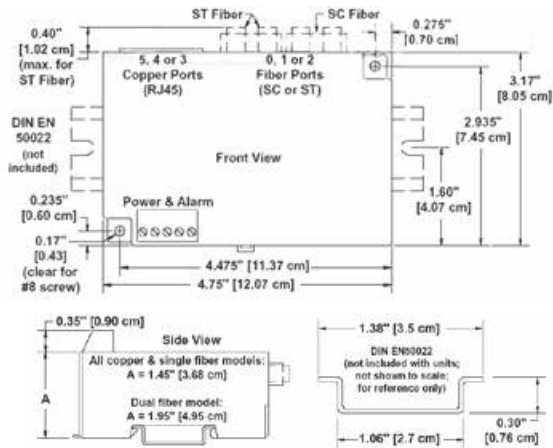 ST Fiber
SC Fiber
0.40"
[1.02 cm]
(max. for
ST Fiber)
0.275"
[0.70 cm]
5, 4 or 3
Copper Ports
(RJ45)
0, 1 or 2
Fiber Ports
(SC or ST)
3.17"
[8.05 cm]
2.935"
[7.45 cm]
DIN EN
50022
(not
included)
Front View
1.60"
[4.07 cm]
0.235"
[0.60 cm]
Power & Alarm
0.17"
[0.43]
(clear for
#8 screw)
4.475" [11.37 cm]
4.75" [12.07 cm]
0.35" [0.90 cm]
Side View
All copper & single fiber models:
A = 1.45" [3.68 cm]
Dual fiber model:
A = 1.95" [4.95 cm]
A
1.38" [3.5 cm]
DIN EN50022
(not included with units;
not shown to scale;
for reference only)
1.06" [2.7 cm]
0.30"
[0.76 cm]